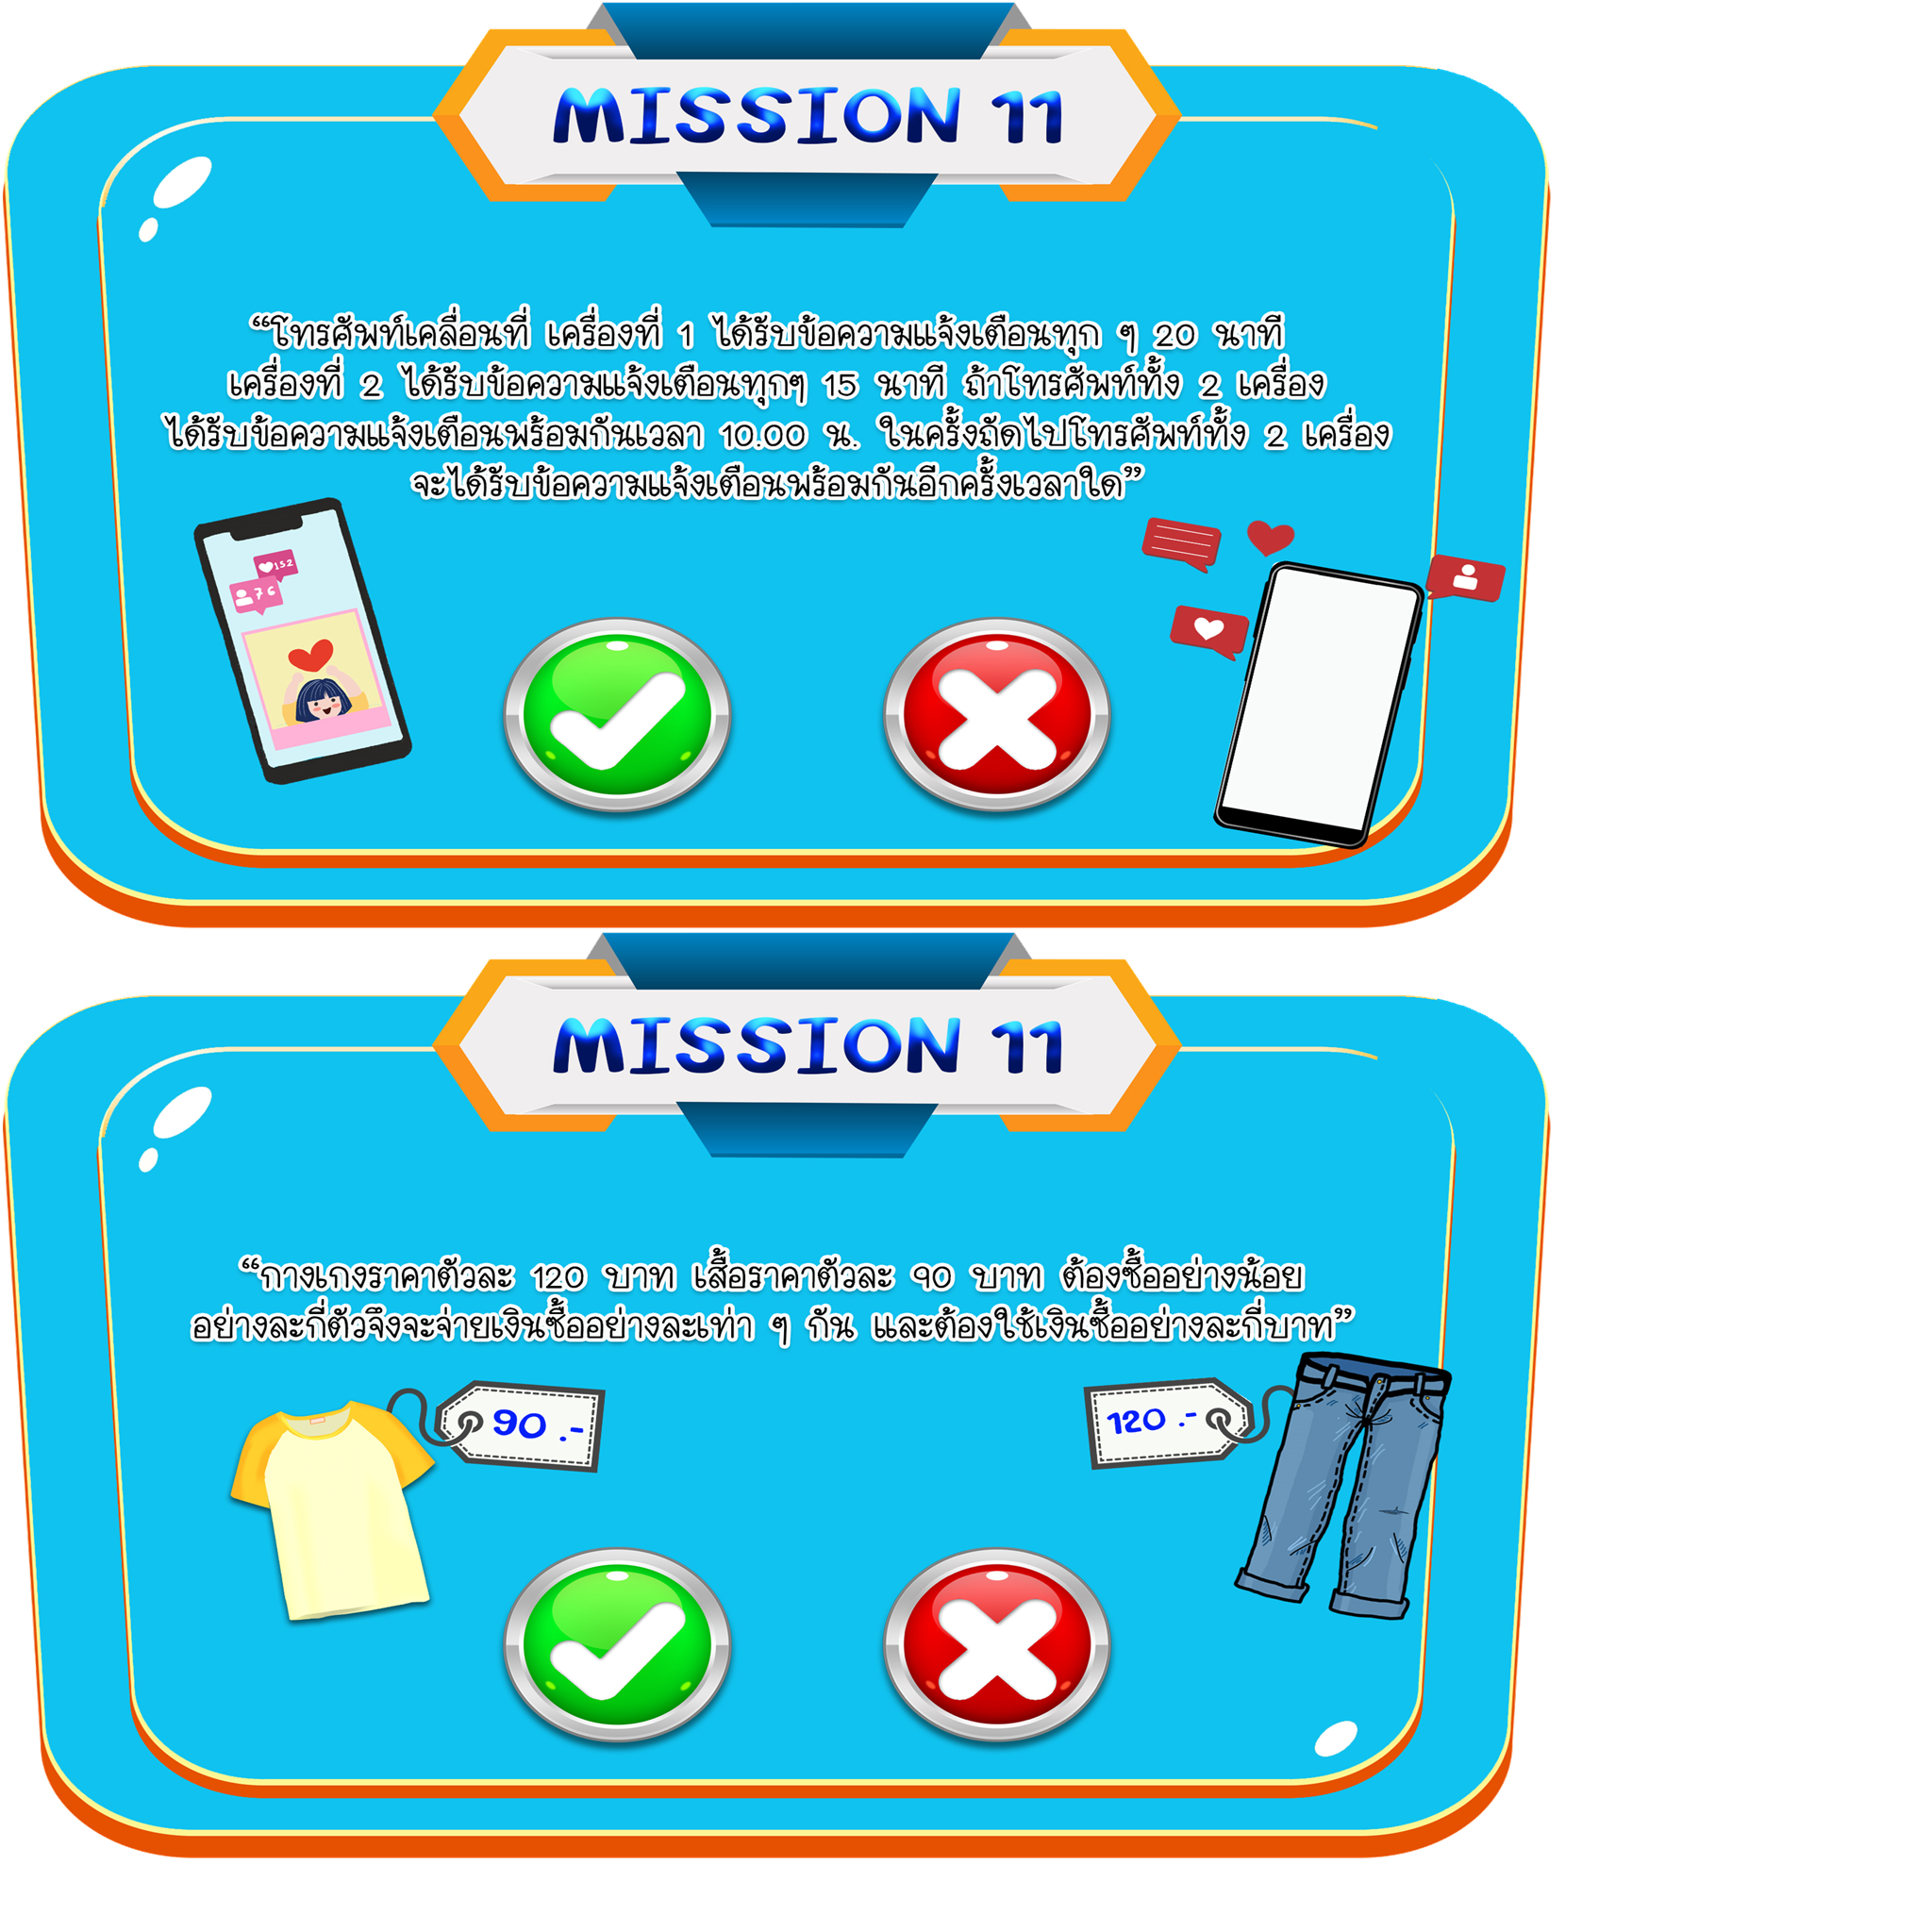 MISSION 11
“โทรศัพท์เคลื่อนที่ เครื่องที่ 1 ได้รับข้อความแจ้งเตือนทุก ๆ 20 นาที
เครื่องที่ 2 ได้รับข้อความแจ้งเตือนทุกๆ 15 นาที ถ้าโทรศัพท์ทั้ง 2 เครื่อง
ได้รับข้อความแจ้งเตือนพร้อมกันเวลา 10.00 น. ในครั้งถัดไปโทรศัพท์ทั้ง 2 เครื่อง
จะได้รับข้อความแจ้งเตือนพร้อมกันอีกครั้งเวลาใด”
152
76
MISSION 11
“กางเกงราคาตัวละ 120 บาท เสื้อราคาตัวละ 90 บาท ต้องซื้ออย่างน้อย
อย่างละกี่ตัวจึงจะจ่ายเงินซื้ออย่างละเท่า ๆ กัน และต้องใช้เงินซื้ออย่างละกี่บาท”
90 .-
120 .-